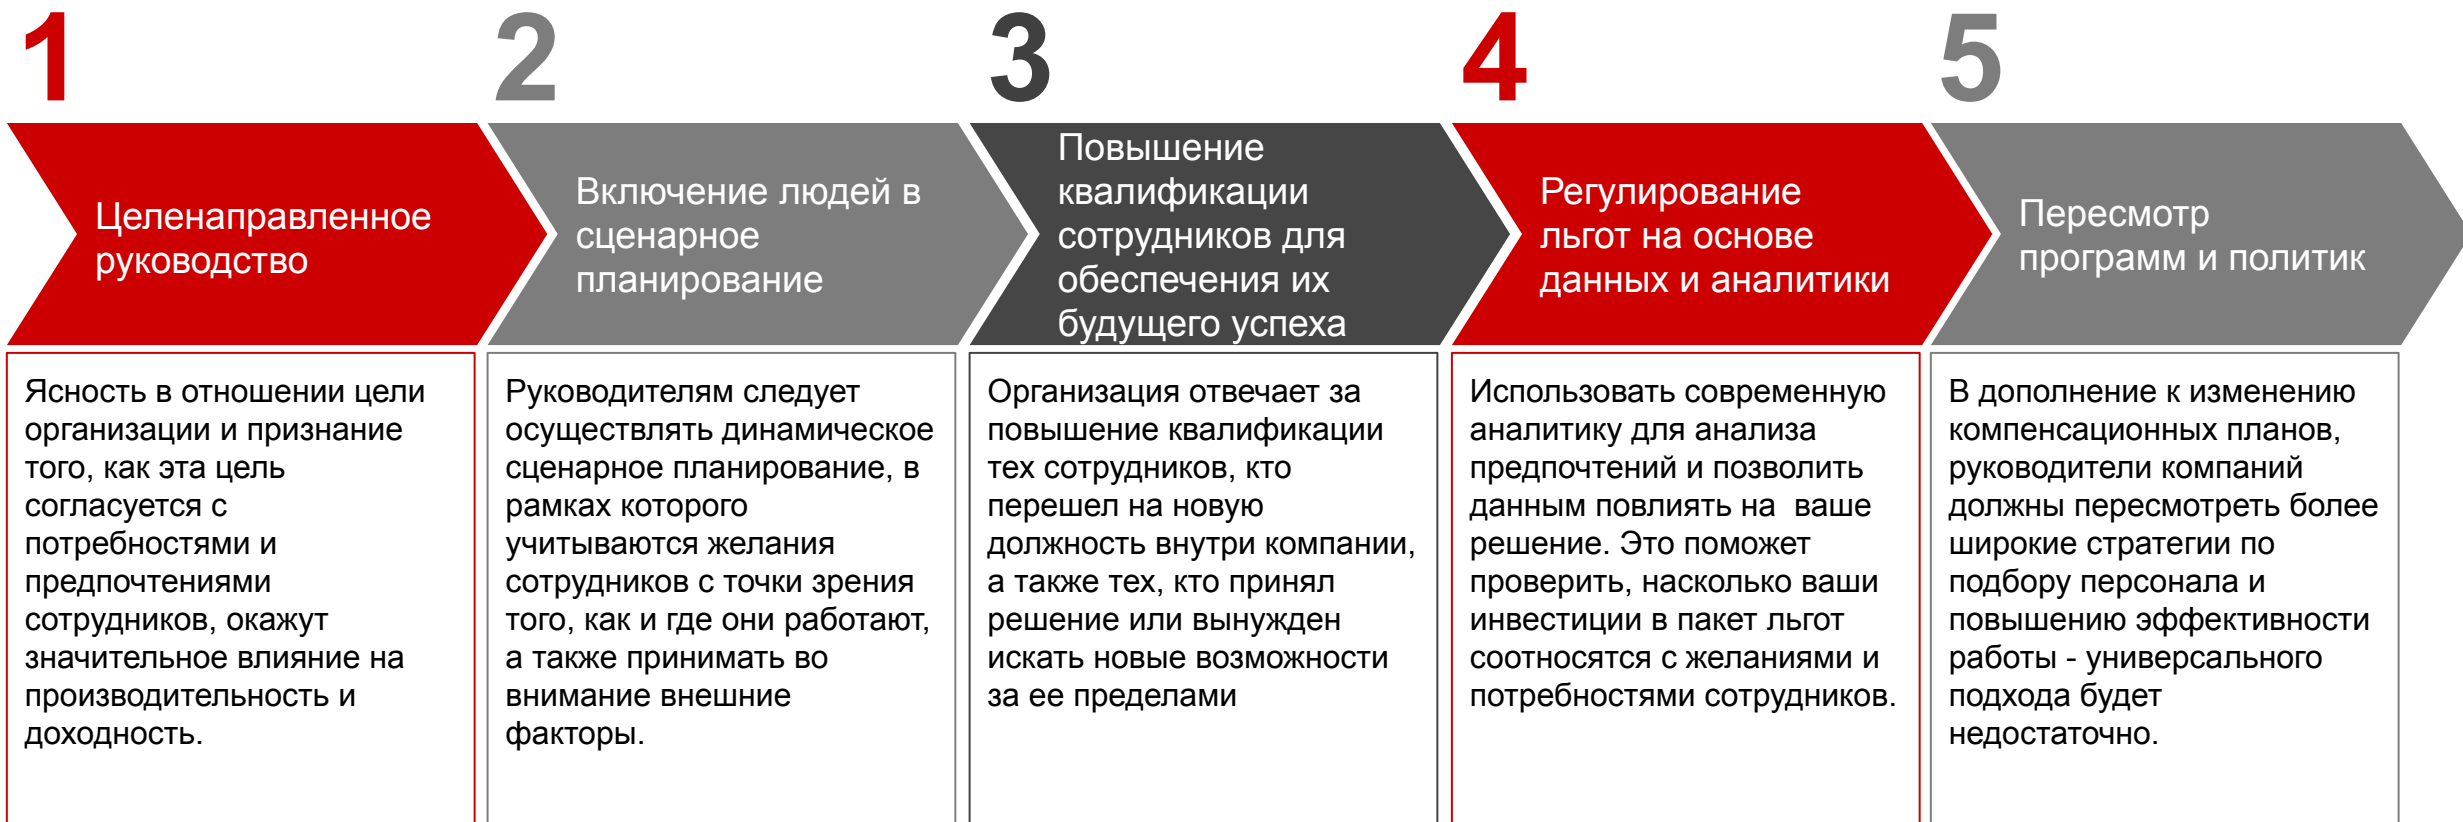 1
2
3
4
5
Целенаправленное
руководство
Включение людей в
сценарное
планирование
Повышение
квалификации
сотрудников для
обеспечения их
будущего успеха
Регулирование
льгот на основе
данных и аналитики
Пересмотр
программ и политик
Ясность в отношении цели
организации и признание
того, как эта цель
согласуется с
потребностями и
предпочтениями
сотрудников, окажут
значительное влияние на
производительность и
доходность.
Руководителям следует
осуществлять динамическое
сценарное планирование, в
рамках которого
учитываются желания
сотрудников с точки зрения
того, как и где они работают,
а также принимать во
внимание внешние
факторы.
Организация отвечает за
повышение квалификации
тех сотрудников, кто
перешел на новую
должность внутри компании,
а также тех, кто принял
решение или вынужден
искать новые возможности
за ее пределами
Использовать современную
аналитику для анализа
предпочтений и позволить
данным повлиять на  ваше
решение. Это поможет
проверить, насколько ваши
инвестиции в пакет льгот
соотносятся с желаниями и
потребностями сотрудников.
В дополнение к изменению
компенсационных планов,
руководители компаний
должны пересмотреть более
широкие стратегии по
подбору персонала и
повышению эффективности
работы - универсального
подхода будет
недостаточно.